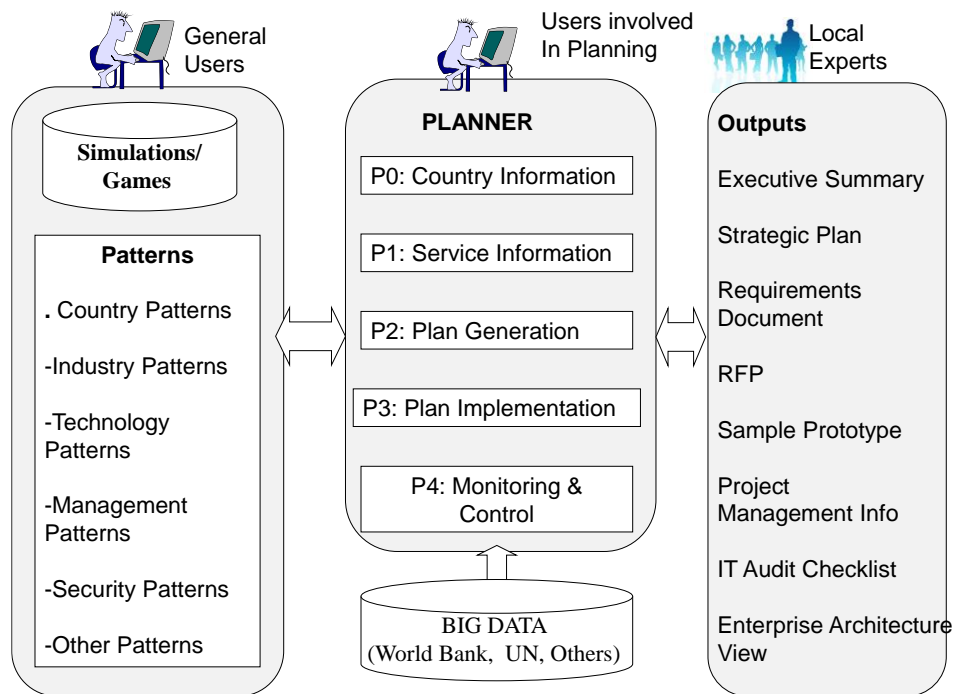 General
Users
Simulations/
Games
Patterns
. Country Patterns
-Industry Patterns
-Technology
Patterns
-Management
Patterns
-Security Patterns
-Other Patterns
Users involved
In Planning
PLANNER
P0: Country Information
P1: Service Information
P2: Plan Generation
P3: Plan Implementation
P4: Monitoring &
Control
BIG DATA
(World Bank, UN, Others)
Local
Experts
Outputs
Executive Summary
Strategic Plan
Requirements
Document
RFP
Sample Prototype
Project
Management Info
IT Audit Checklist
Enterprise Architecture
View